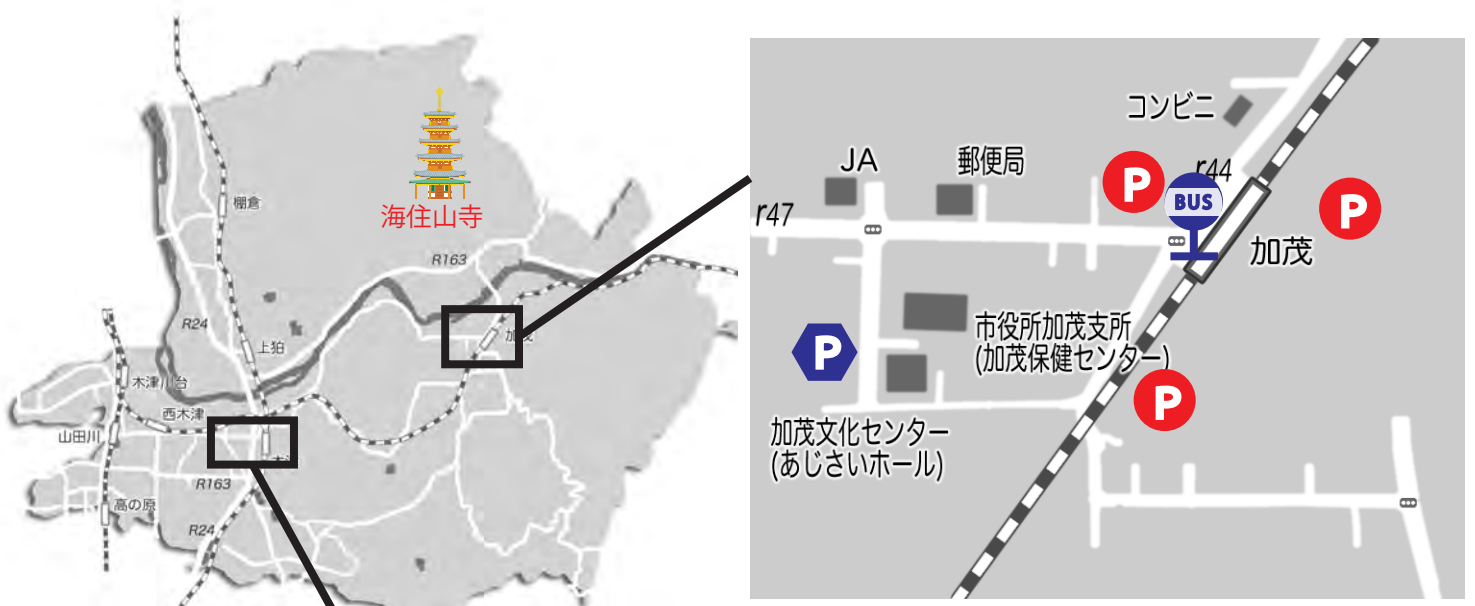 海住山寺
棚倉
R163
R24
上狛
加茂
木津川台
西木津
山田川
R163
高の原
R24
コンビニ
JA
郵便局
r44
P
BUS
P
r47
加茂
市役所加茂支所
(加茂保健センター)
P
P
加茂文化センター
(あじさいホール)